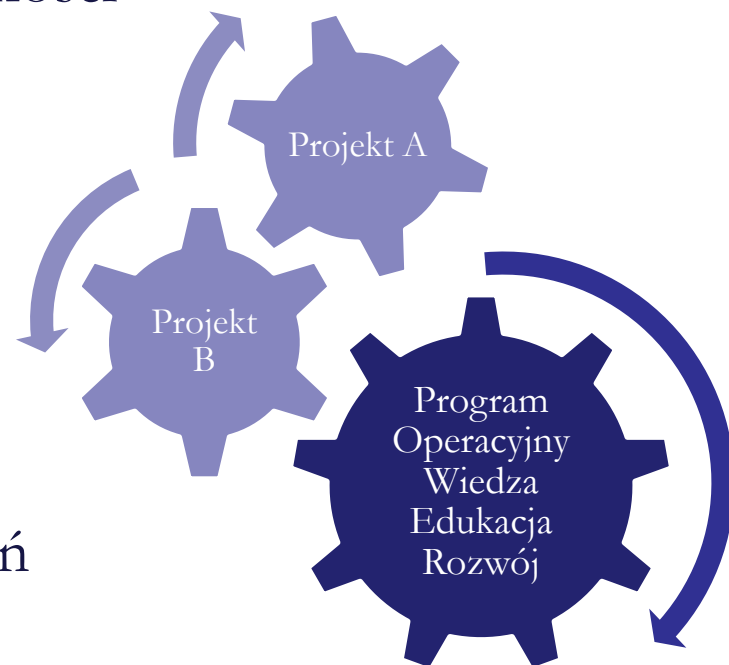 Projekt A
Projekt
B
Program
Operacyjny
Wiedza
Edukacja
Rozwój
ń